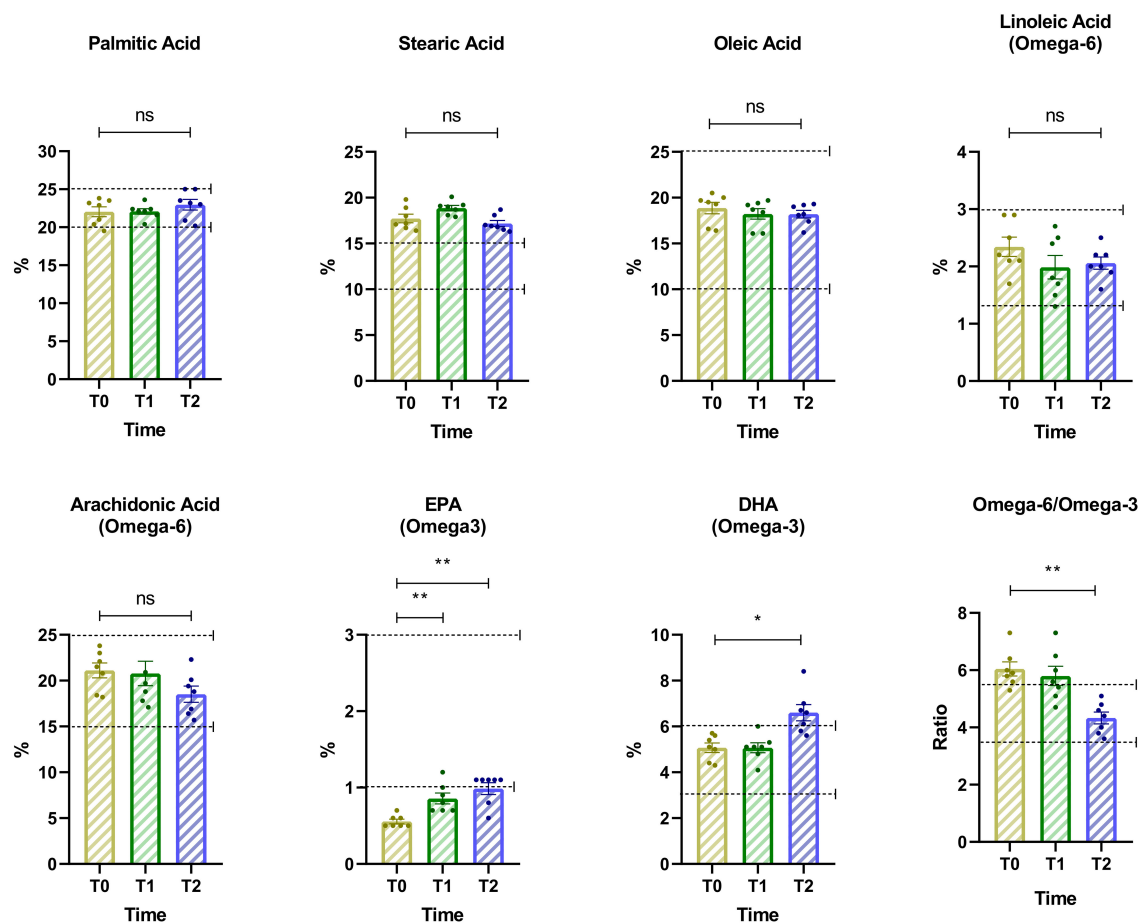 Palmitic Acid
ns
30
25
20
15
10
5
0
%
T0 T1 T2
Time
Stearic Acid
ns
25
20
15
10
5
0
%
T0 T1 T2
Time
Oleic Acid
ns
25
20
15
10
5
0
%
T0 T1 T2
Time
Linoleic Acid
(Omega-6)
ns
4
3
2
1
0
%
T0 T1 T2
Time
Arachidonic Acid
(Omega-6)
ns
25
20
15
10
5
0
%
T0 T1 T2
Time
EPA
(Omega3)
**
**
3
2
1
0
%
T0 T1 T2
Time
DHA
(Omega-3)
*
10
8
6
4
2
0
%
T0 T1 T2
Time
Omega-6/Omega-3
**
8
6
4
2
0
Ratio
T0 T1 T2
Time